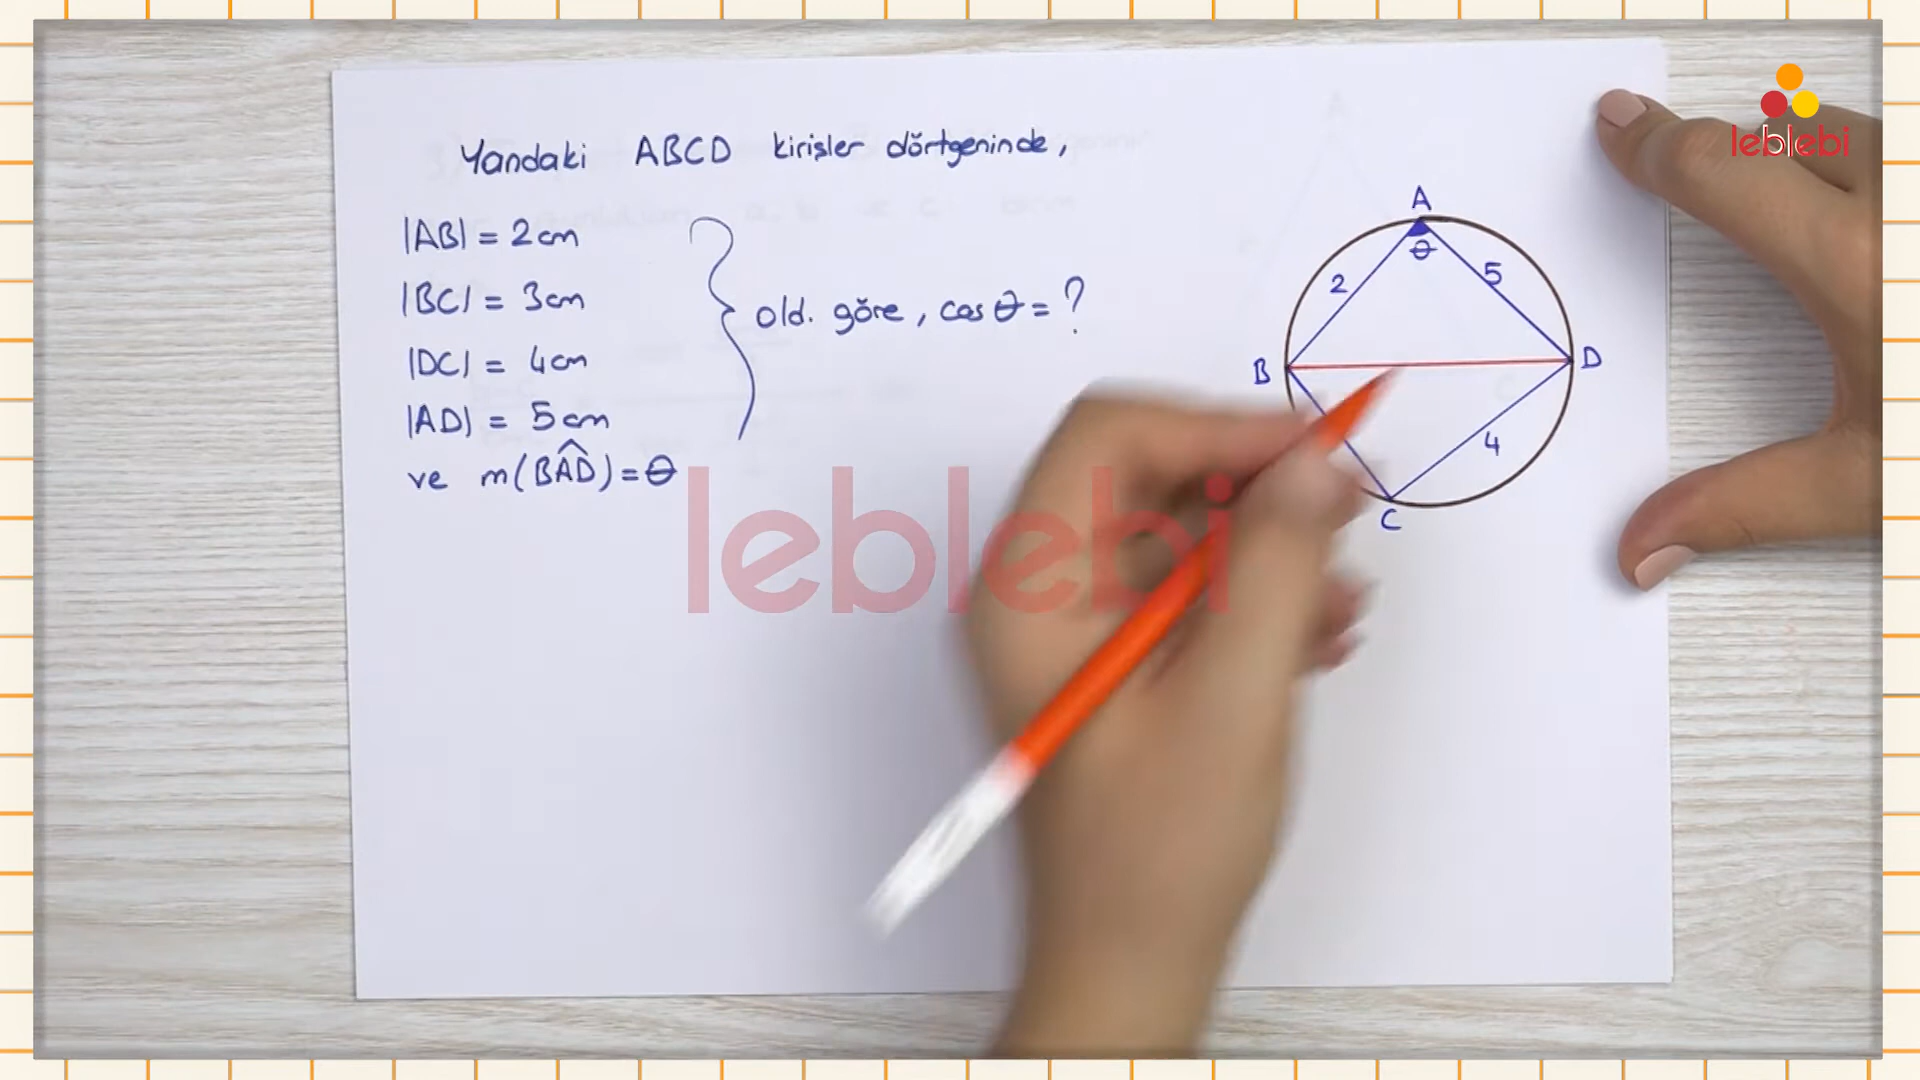 Yandaki ABCD kirişler dörtgeninde,
|AB| = 2cm
|BC| = 3cm
|DC| = 4cm
|AD| = 5cm
ve m(BÂD) = θ
old. göre, cos θ = ?
A
θ
2
5
B
D
4
C
leblebi
leblebi